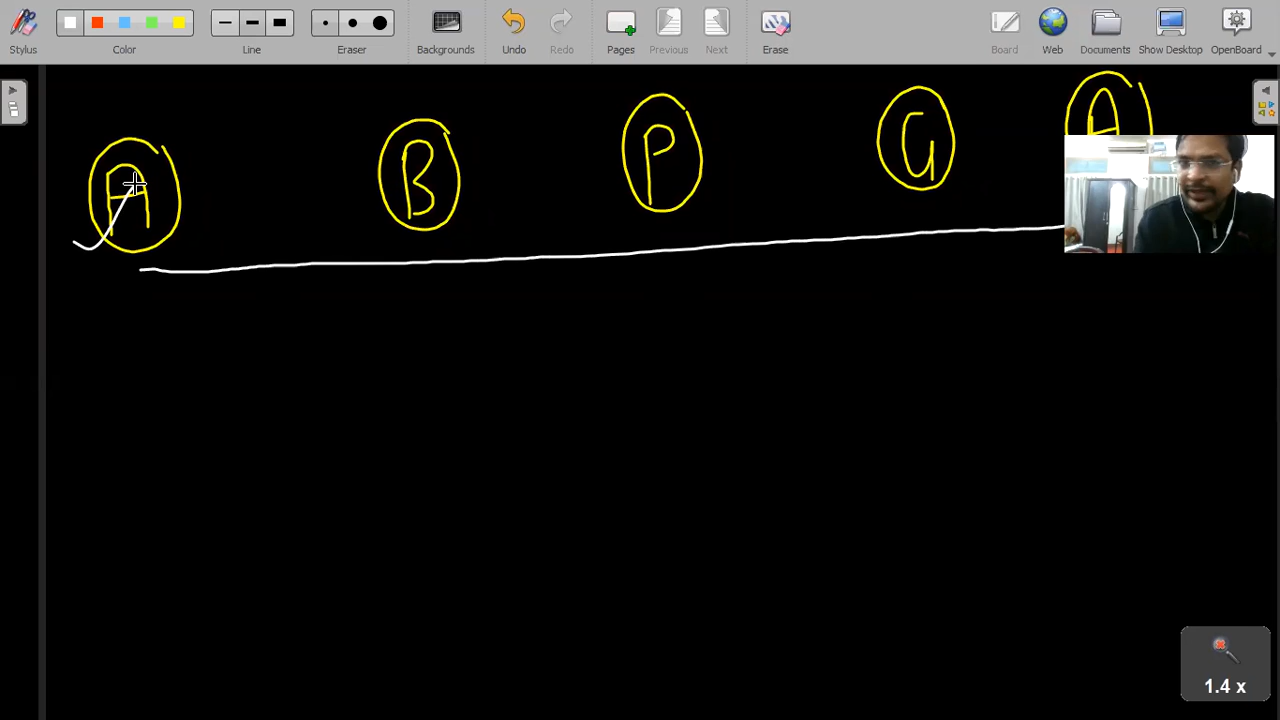 Stylus
Color
Line
Eraser
Backgrounds
Undo
Redo
Pages
Previous
Next
Erase
Board
Web
Documents
Show Desktop
OpenBoard
A B P G A
1.4 x